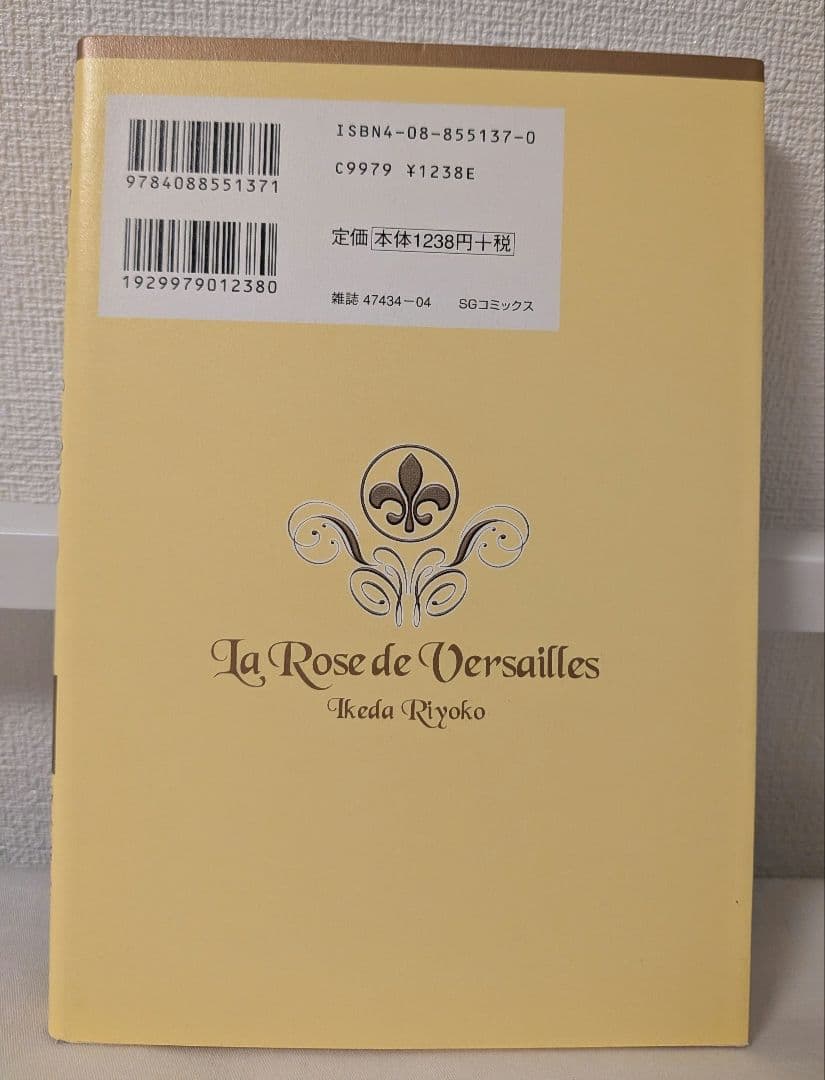 ISBN4-08-855137-0
C9979 ¥1238E
9784088551371
定価 本体1238円十税
1929979012380
雑誌 47434-04 SGコミックス
La Rose de Versailles
Ikeda Riyoko